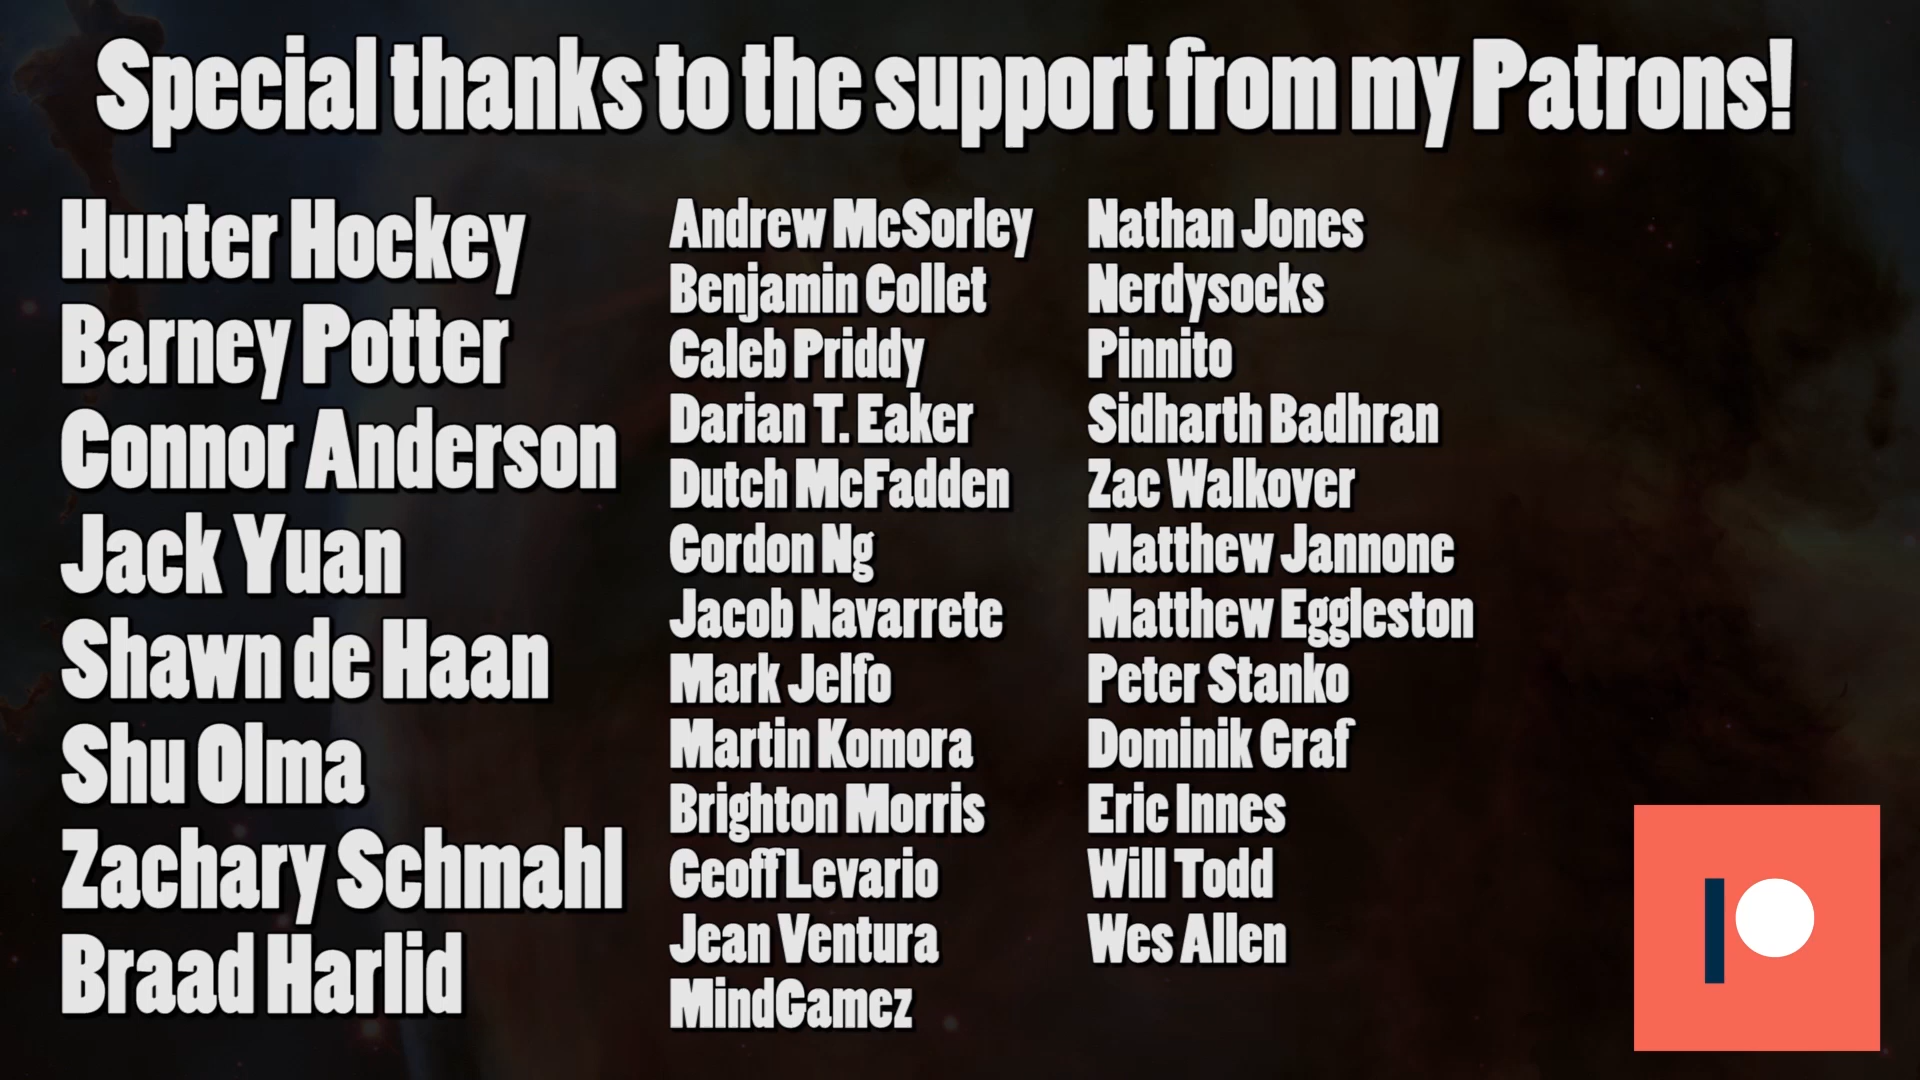 Special thanks to the support from my Patrons!
Hunter Hockey
Barney Potter
Connor Anderson
Jack Yuan
Shawn de Haan
Shu Olma
Zachary Schmahl
Braad Harlid
Andrew McSorley
Benjamin Collet
Caleb Priddy
Darian T. Eaker
Dutch McFadden
Gordon Ng
Jacob Navarrete
Mark Jelfo
Martin Komora
Brighton Morris
Geoff Levario
Jean Ventura
MindGamez
Nathan Jones
Nerdysocks
Pinnito
Sidharth Badhran
Zac Walkover
Matthew Jannone
Matthew Eggleston
Peter Stanko
Dominik Graf
Eric Innes
Will Todd
Wes Allen